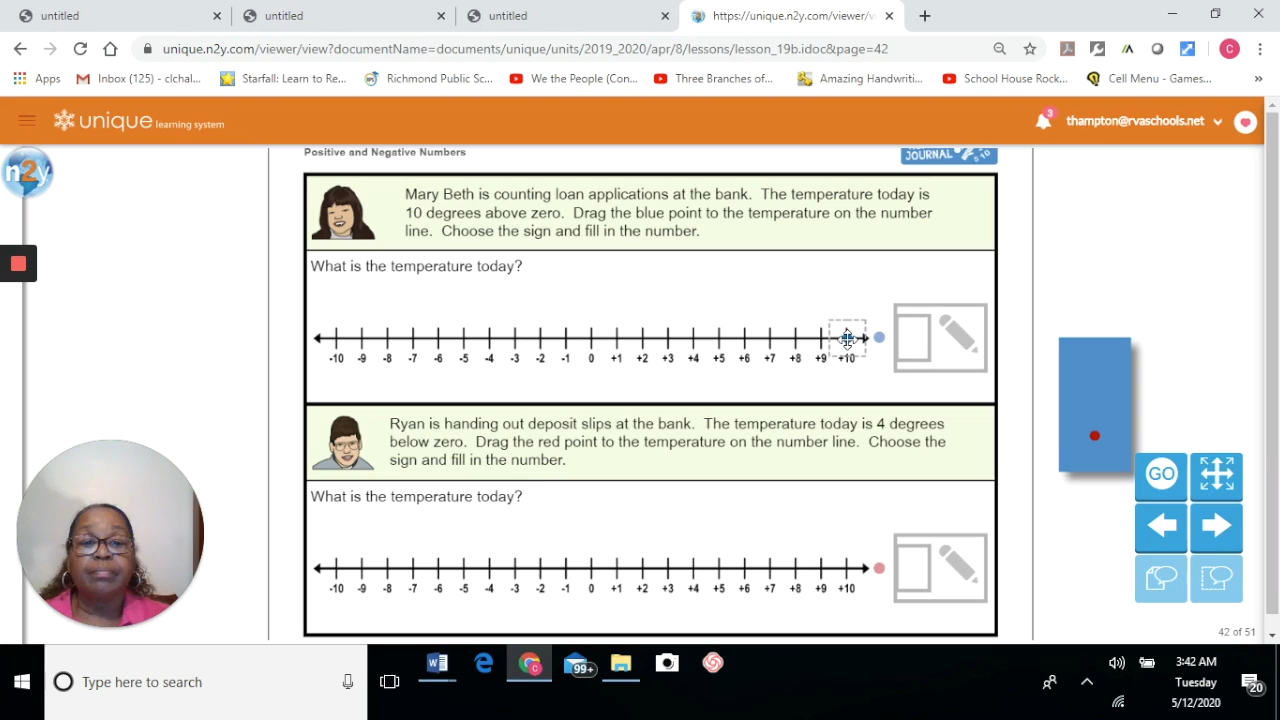 untitled
untitled
untitled
https://unique.n2y.com/viewer/v
unique.n2y.com/viewer/view?documentName=documents/unique/units/2019_2020/apr/8/lessons/lesson_19b.idoc&page=42
Apps
Inbox (125) - clchal...
Starfall: Learn to Re...
Richmond Public Sc...
We the People (Con...
Three Branches of...
Amazing Handwriti...
School House Rock...
Cell Menu - Games...
unique learning system
3
thampton@rvaschools.net
n2y
Positive and Negative Numbers
JOURNAL
Mary Beth is counting loan applications at the bank. The temperature today is
10 degrees above zero. Drag the blue point to the temperature on the number
line. Choose the sign and fill in the number.
What is the temperature today?
-10 -9 -8 -7 -6 -5 -4 -3 -2 -1 0 +1 +2 +3 +4 +5 +6 +7 +8 +9 +10
Ryan is handing out deposit slips at the bank. The temperature today is 4 degrees
below zero. Drag the red point to the temperature on the number line. Choose the
sign and fill in the number.
What is the temperature today?
-10 -9 -8 -7 -6 -5 -4 -3 -2 -1 0 +1 +2 +3 +4 +5 +6 +7 +8 +9 +10
GO
42 of 51
Type here to search
99+
3:42 AM
Tuesday
5/12/2020
20